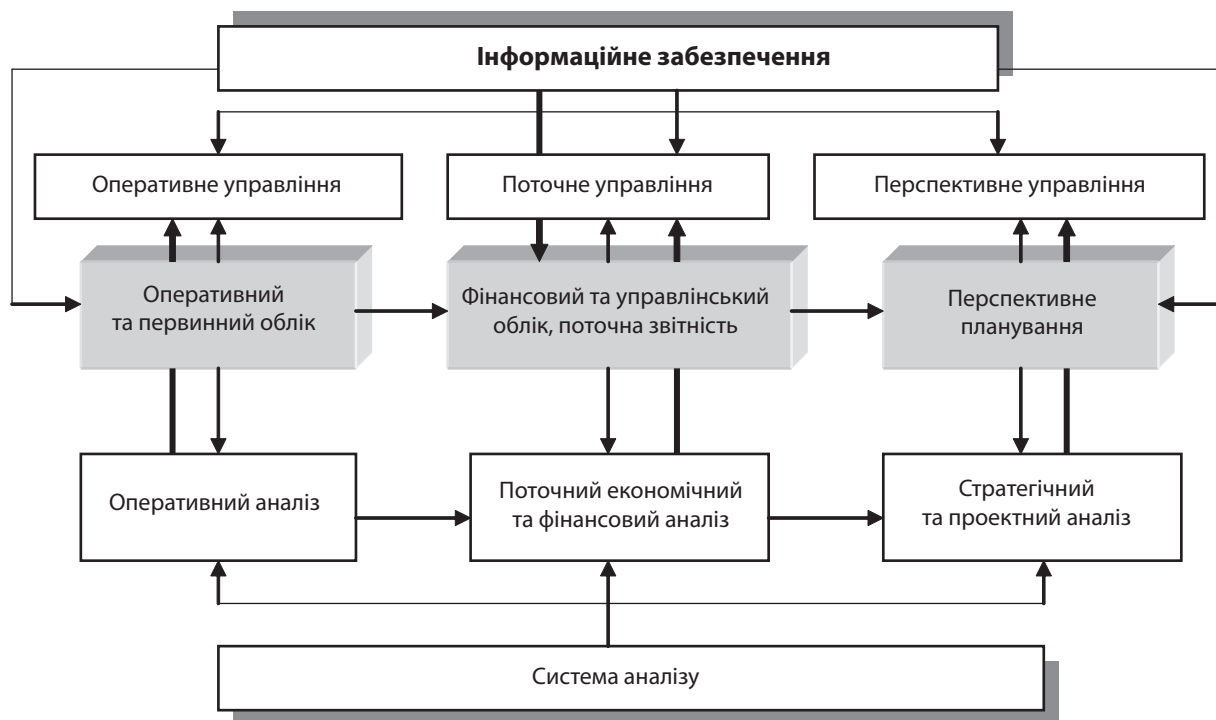 Інформаційне забезпечення
Оперативне управління
Поточне управління
Перспективне управління
Оперативний
та первинний облік
Фінансовий та управлінський
облік, поточна звітність
Перспективне
планування
Оперативний аналіз
Поточний економічний
та фінансовий аналіз
Стратегічний
та проектний аналіз
Система аналізу